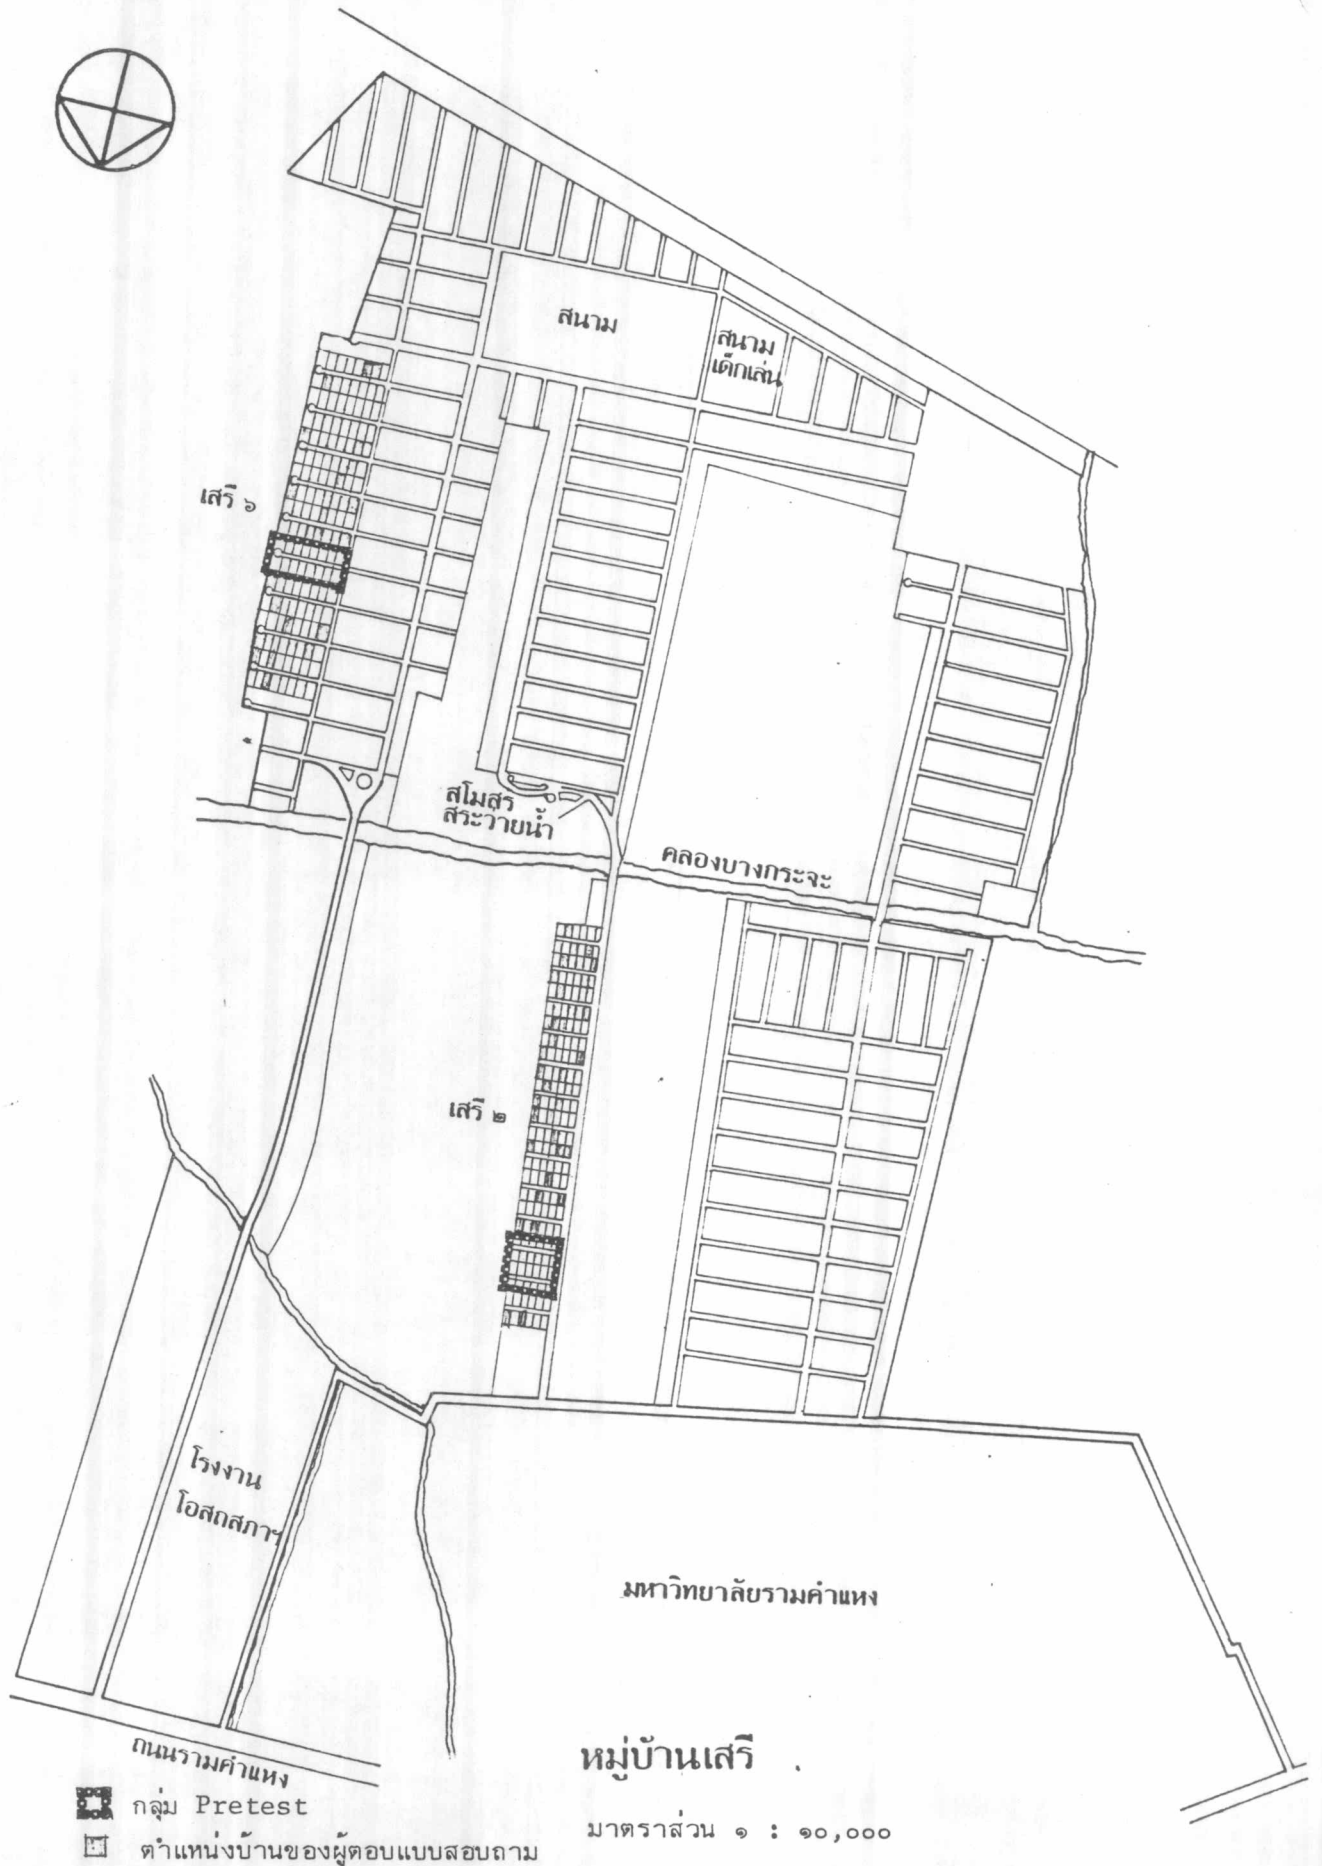 สนาม
สนาม
เด็กเล่น
เสรี ๖
สโมสร
สระว่ายน้ำ
คลองบางกระจะ
เสรี ๒
โรงงาน
โอสถสภาฯ
มหาวิทยาลัยรามคำแหง
ถนนรามคำแหง
หมู่บ้านเสรี
กลุ่ม Pretest
มาตราส่วน ๑ : ๑๐,๐๐๐
ตำแหน่งบ้านของผู้ตอบแบบสอบถาม